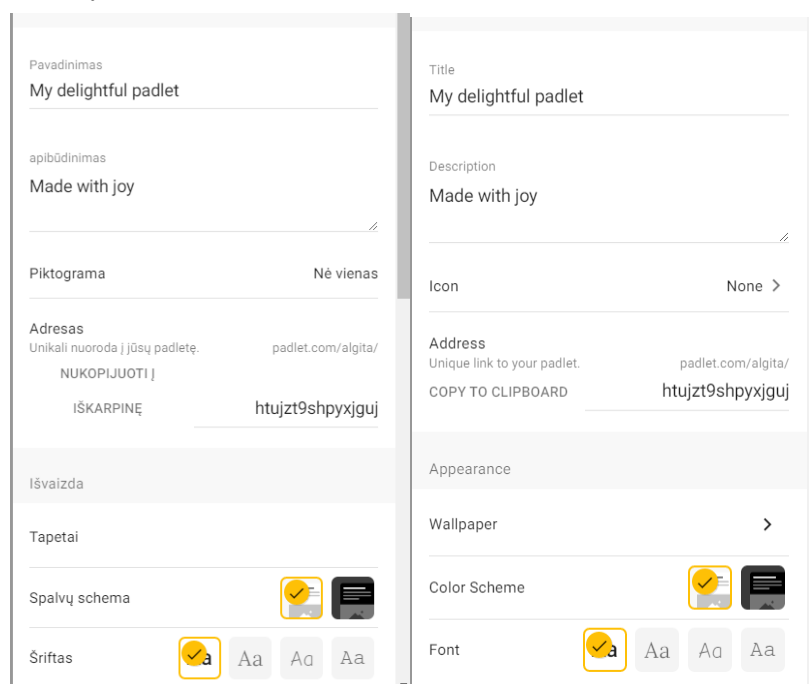 Pavadinimas
My delightful padlet
apibūdinimas
Made with joy
Piktograma Nė vienas
Adresas
Unikali nuoroda į jūsų padletę. padlet.com/algita/
NUKOPIJUOTI Į
IŠKARPINĘ htujzt9shpyxjguj
Išvaizda
Tapetai
Spalvų schema
Šriftas Aa Aa Aa
Title
My delightful padlet
Description
Made with joy
Icon None
Address
Unique link to your padlet. padlet.com/algita/
COPY TO CLIPBOARD htujzt9shpyxjguj
Appearance
Wallpaper
Color Scheme
Font Aa Aa Aa